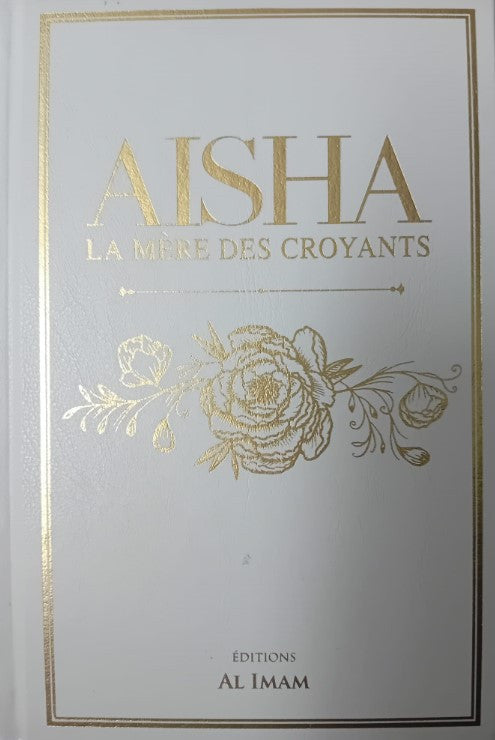 AISHA
LA MÈRE DES CROYANTS
ÉDITIONS
AL IMAM